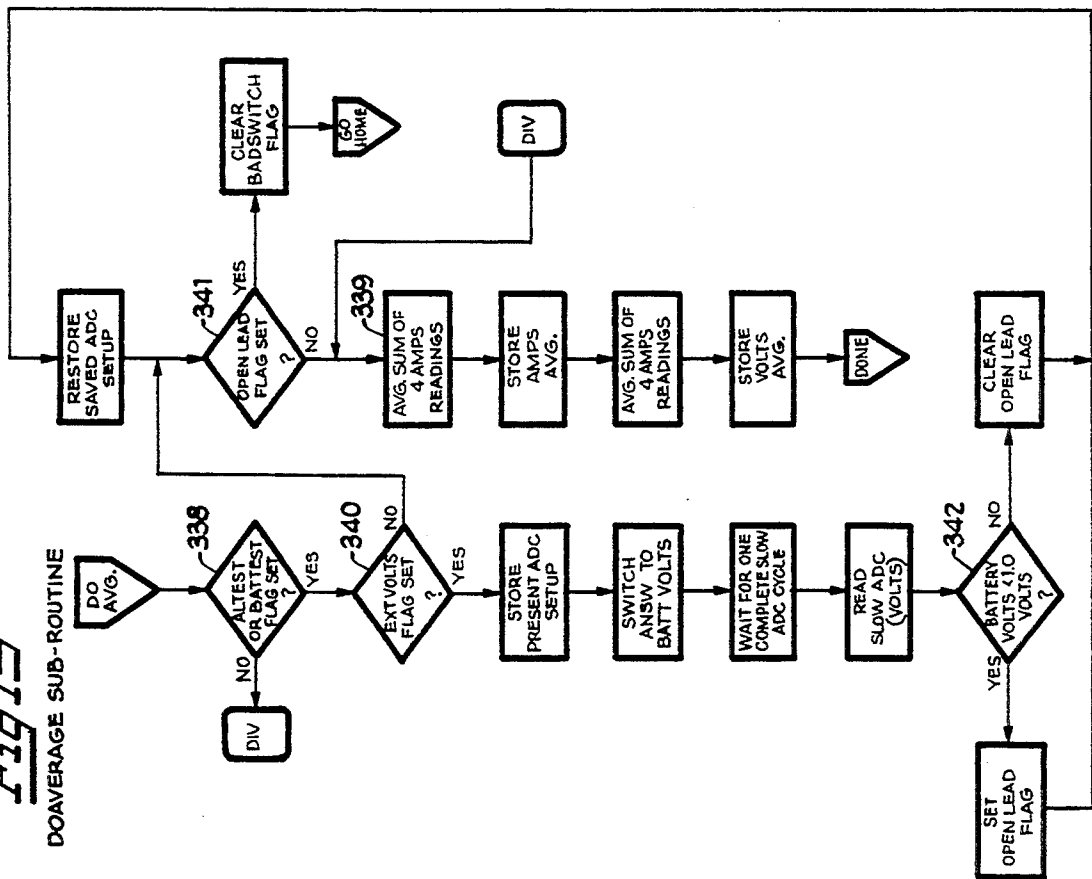 Fig
DOAVERAGE SUB-ROUTINE
DO
AVG.
338
ALTEST
OR BATTEST
FLAG SET
?
NO
YES
DIV
340
EXT VOLTS
FLAG SET
?
NO
YES
STORE
PRESENT ADC
SETUP
SWITCH
ANSW TO
BATT VOLTS
WAIT FOR ONE
COMPLETE SLOW
ADC CYCLE
READ
SLOW ADC
(VOLTS)
342
BATTERY
VOLTS <1.0
VOLTS
?
YES
NO
SET
OPEN LEAD
FLAG
CLEAR
OPEN LEAD
FLAG
RESTORE
SAVED ADC
SETUP
341
OPEN LEAD
FLAG SET
?
YES
NO
CLEAR
BADSWITCH
FLAG
GO
HOME
DIV
339
AVG. SUM OF
4 AMPS
READINGS
STORE
AMPS
AVG.
AVG. SUM OF
4 AMPS
READINGS
STORE
VOLTS
AVG.
DONE